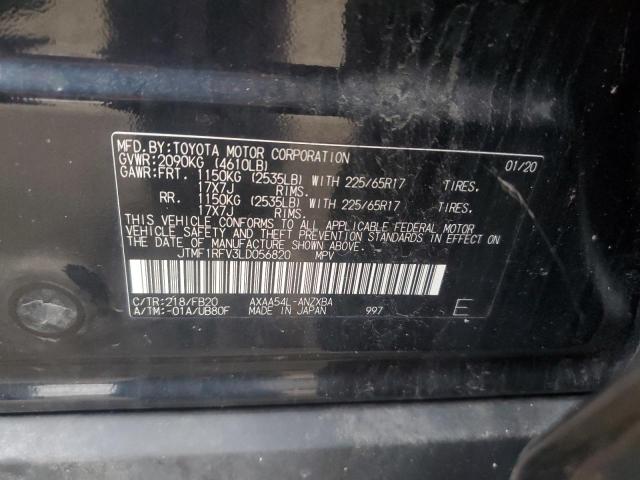 MFD.BY:TOYOTA MOTOR CORPORATION 01/20
GVWR:2090KG (4610LB)
GAWR:FRT. 1150KG (2535LB) WITH 225/65R17 TIRES.
17X7J RIMS.
RR. 1150KG (2535LB) WITH 225/65R17 TIRES.
17X7J RIMS.
THIS VEHICLE CONFORMS TO ALL APPLICABLE FEDERAL MOTOR
VEHICLE SAFETY AND THEFT PREVENTION STANDARDS IN EFFECT
ON THE DATE OF MANUFACTURE SHOWN ABOVE.
JTMF1RFV3LD056820 MPV
C/TR:218/FB20 AXAA54L-ANZXBA
A/TM:-01A/UB80F MADE IN JAPAN 997 E